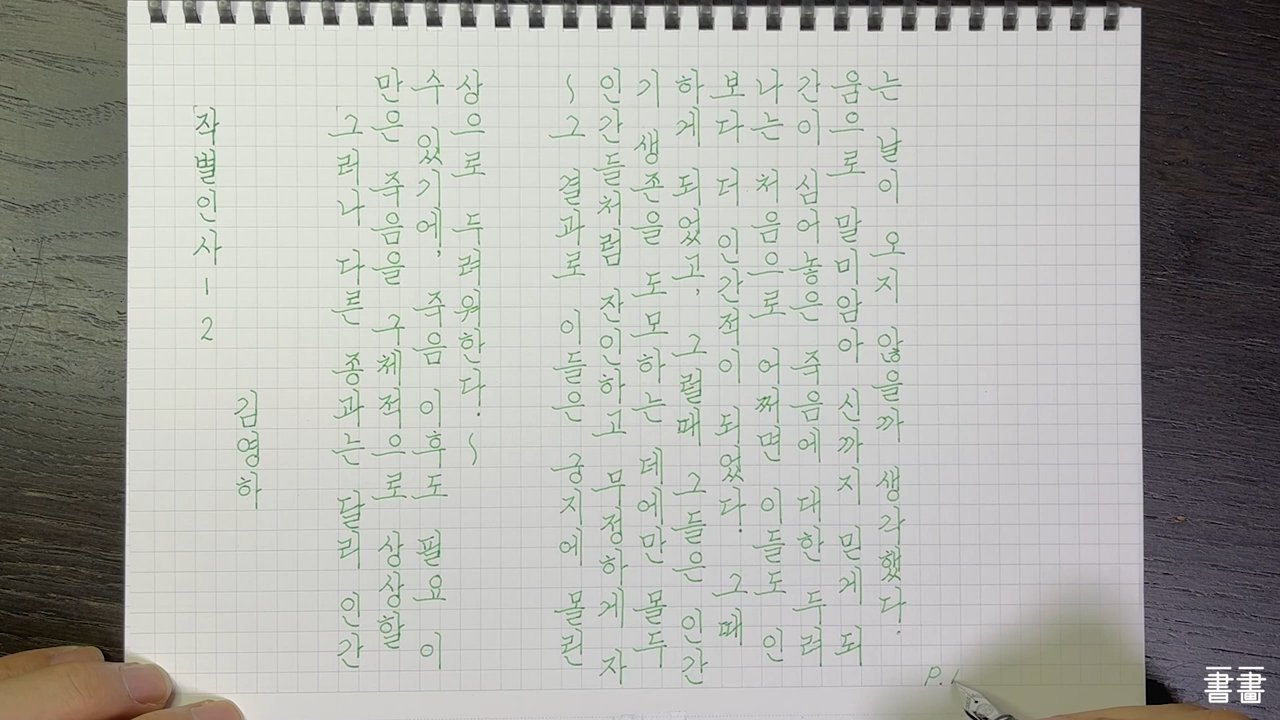 작별인사-2
김영하
그러나 다른 종과는 달리 인간
만은 죽음을 구체적으로 상상할
수 있기에, 죽음 이후도 필요 이
상으로 두려워한다. ~
~ 그 결과로 이들은 궁지에 몰린
인간들처럼 잔인하고 무정하게 자
기 생존을 도모하는 데에만 몰두
하게 되었고, 그럴때 그들은 인간
보다 더 인간적이 되었다. 그때
나는 처음으로 어쩌면 이들도 인
간이 심어놓은 죽음에 대한 두려
움으로 말미암아 신까지 믿게 되
는 날이 오지 않을까 생각했다.
P.
書畫